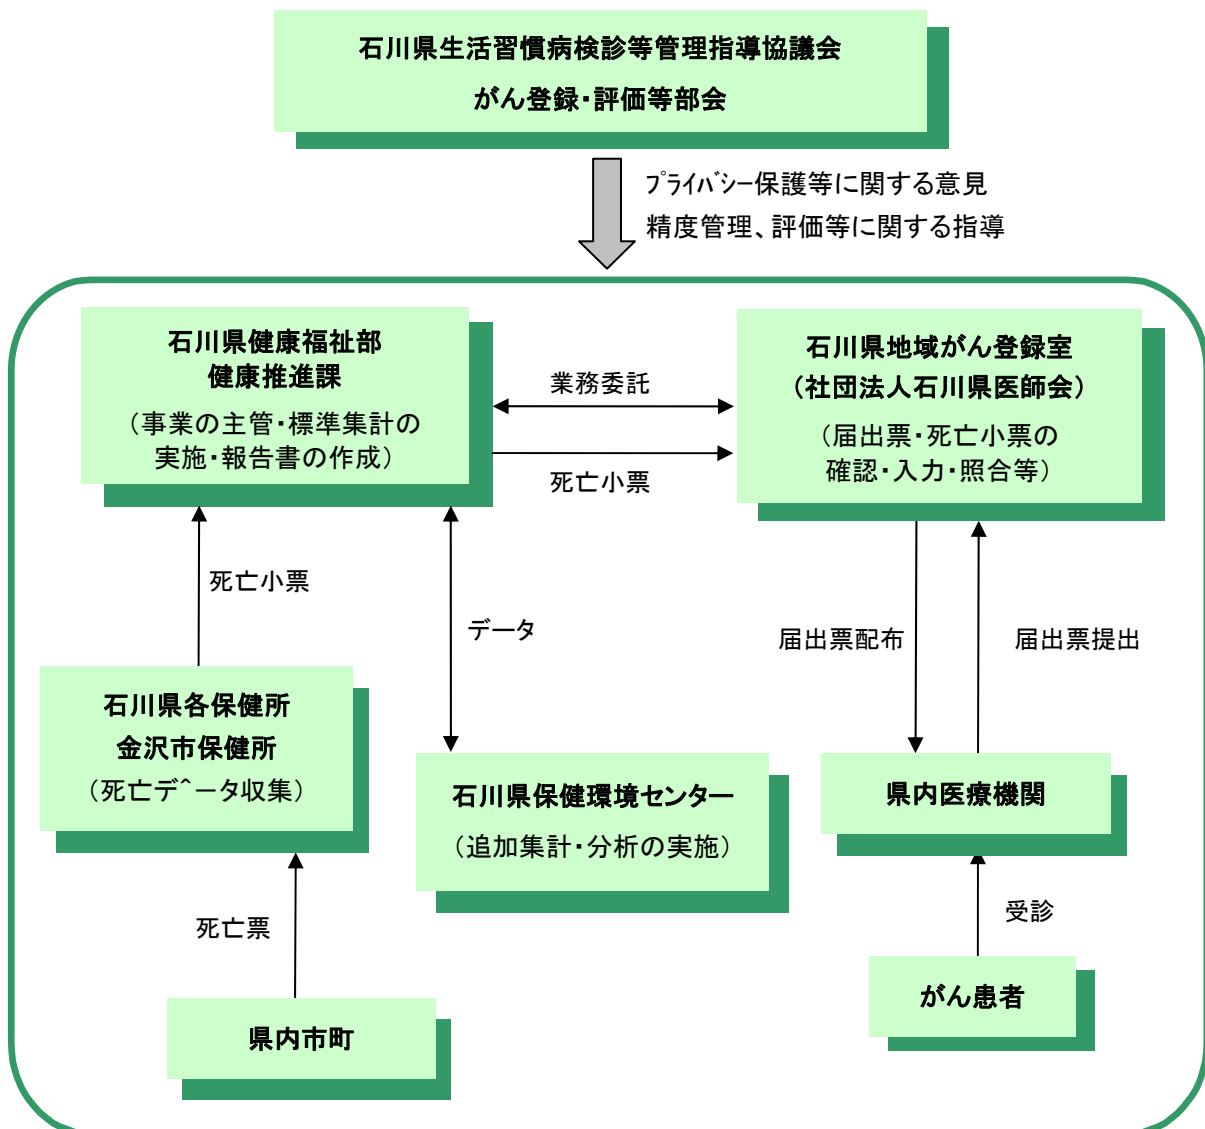 石川県生活習慣病検診等管理指導協議会
がん登録・評価等部会
ﾌﾟﾗｲﾊﾞｼｰ保護等に関する意見
精度管理、評価等に関する指導
石川県健康福祉部
健康推進課
（事業の主管・標準集計の
実施・報告書の作成）
業務委託
死亡小票
石川県地域がん登録室
（社団法人石川県医師会）
（届出票・死亡小票の
確認・入力・照合等）
死亡小票
データ
届出票配布
届出票提出
石川県各保健所
金沢市保健所
（死亡デ＾ータ収集）
石川県保健環境センター
（追加集計・分析の実施）
県内医療機関
死亡票
受診
県内市町
がん患者